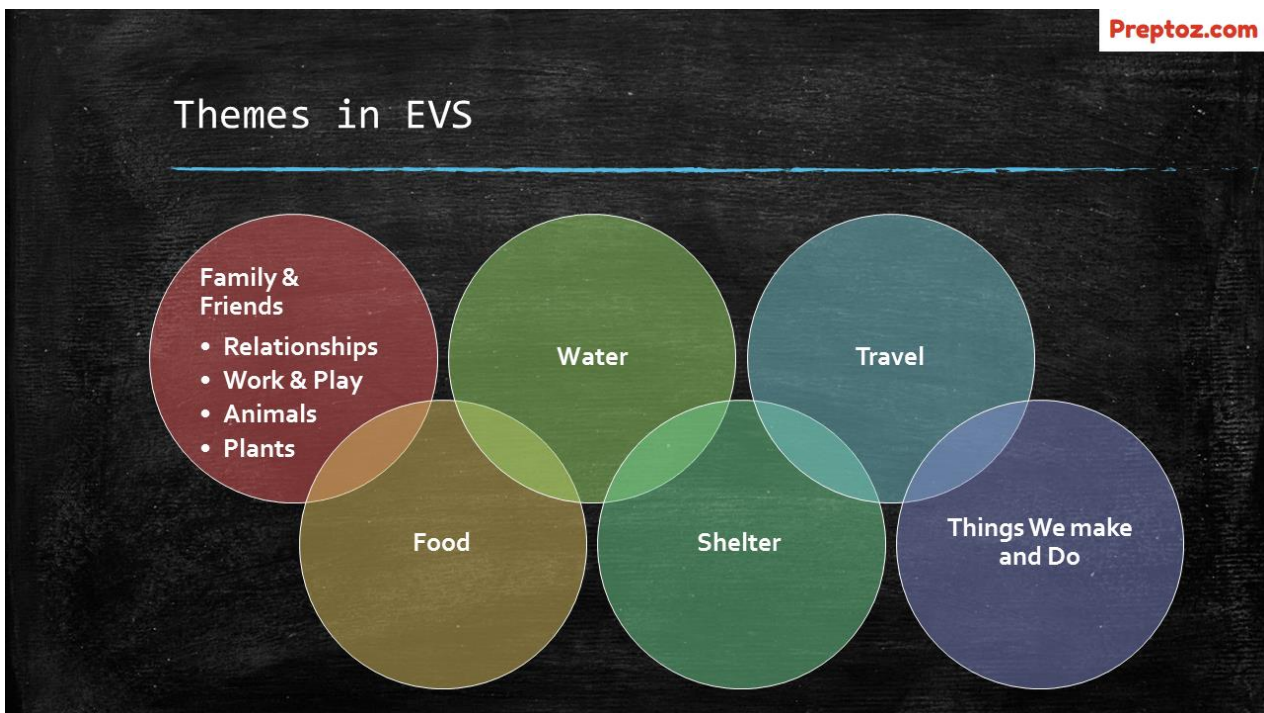 Preptoz.com
Themes in EVS
Family &
Friends
• Relationships
• Work & Play
• Animals
• Plants
Water
Travel
Food
Shelter
Things We make
and Do